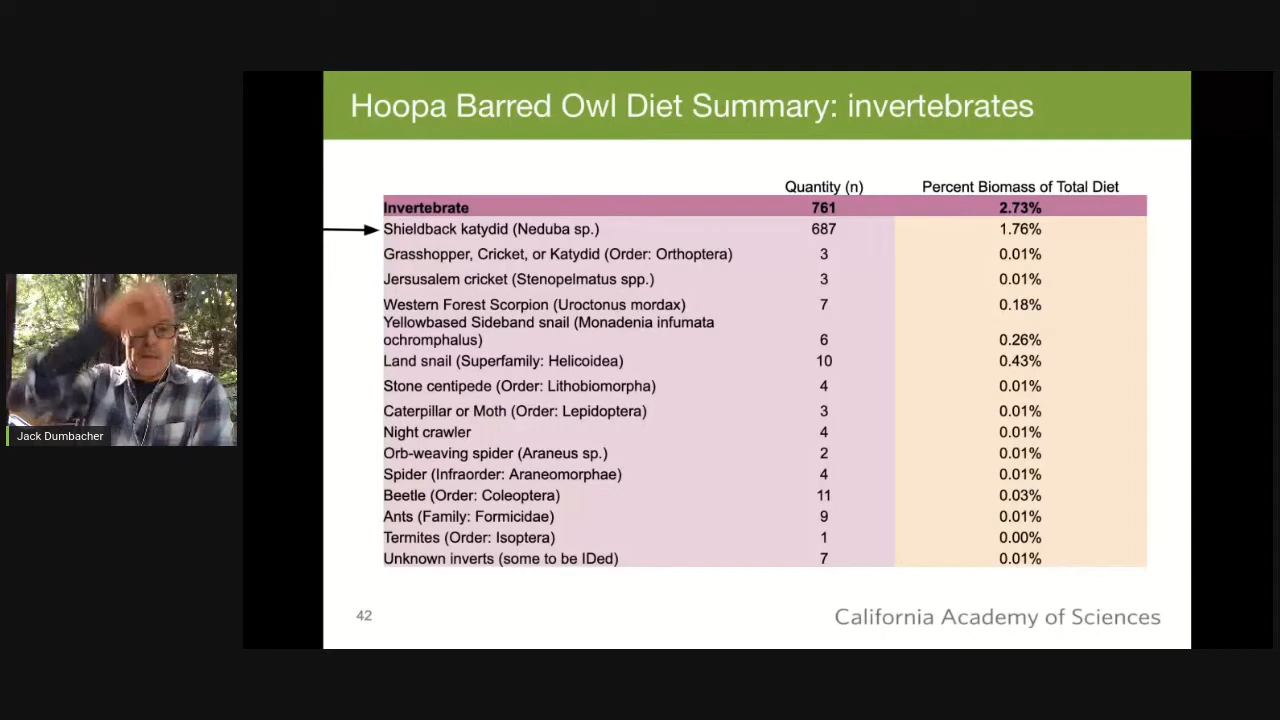 Hoopa Barred Owl Diet Summary: invertebrates
Quantity (n) Percent Biomass of Total Diet
Invertebrate 761 2.73%
Shieldback katydid (Neduba sp.) 687 1.76%
Grasshopper, Cricket, or Katydid (Order: Orthoptera) 3 0.01%
Jersusalem cricket (Stenopelmatus spp.) 3 0.01%
Western Forest Scorpion (Uroctonus mordax) 7 0.18%
Yellowbased Sideband snail (Monadenia infumata
ochromphalus) 6 0.26%
Land snail (Superfamily: Helicoidea) 10 0.43%
Stone centipede (Order: Lithobiomorpha) 4 0.01%
Caterpillar or Moth (Order: Lepidoptera) 3 0.01%
Night crawler 4 0.01%
Orb-weaving spider (Araneus sp.) 2 0.01%
Spider (Infraorder: Araneomorphae) 4 0.01%
Beetle (Order: Coleoptera) 11 0.03%
Ants (Family: Formicidae) 9 0.01%
Termites (Order: Isoptera) 1 0.00%
Unknown inverts (some to be IDed) 7 0.01%
Jack Dumbacher
42 California Academy of Sciences